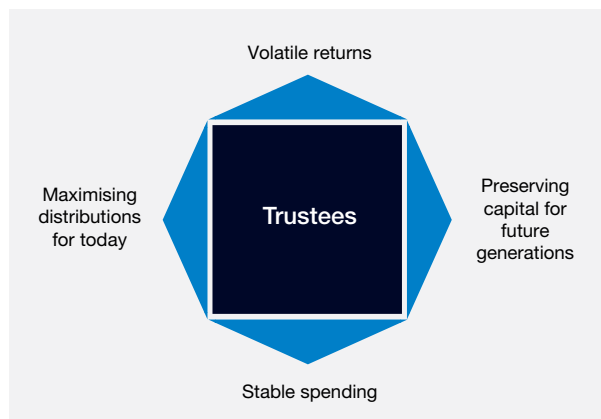 Volatile returns
Maximising
distributions
for today
Trustees
Preserving
capital for
future
generations
Stable spending